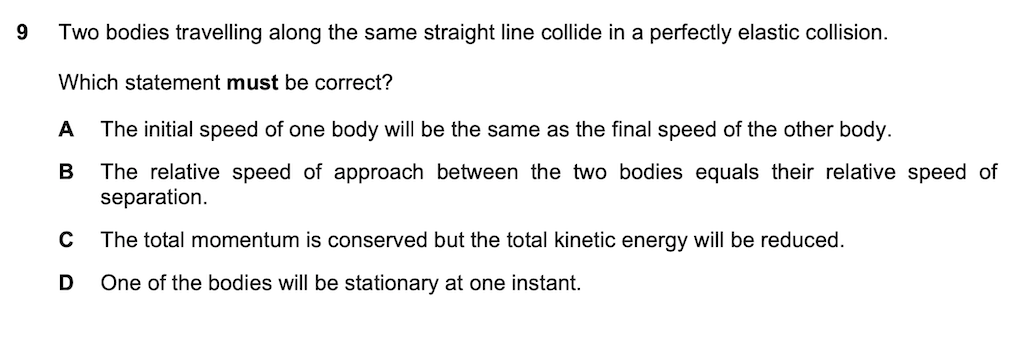 9 Two bodies travelling along the same straight line collide in a perfectly elastic collision.
Which statement must be correct?
A The initial speed of one body will be the same as the final speed of the other body.
B The relative speed of approach between the two bodies equals their relative speed of
separation.
C The total momentum is conserved but the total kinetic energy will be reduced.
D One of the bodies will be stationary at one instant.